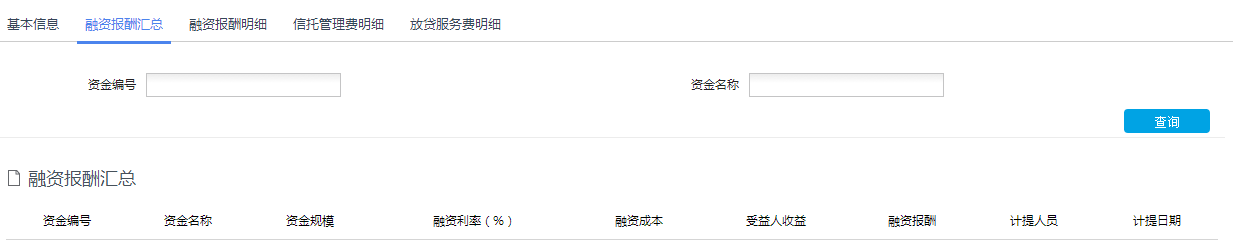 基本信息 融资报酬汇总 融资报酬明细 信托管理费明细 放贷服务费明细
资金编号 资金名称
查询
融资报酬汇总
资金编号 资金名称 资金规模 融资利率（%） 融资成本 受益人收益 融资报酬 计提人员 计提日期